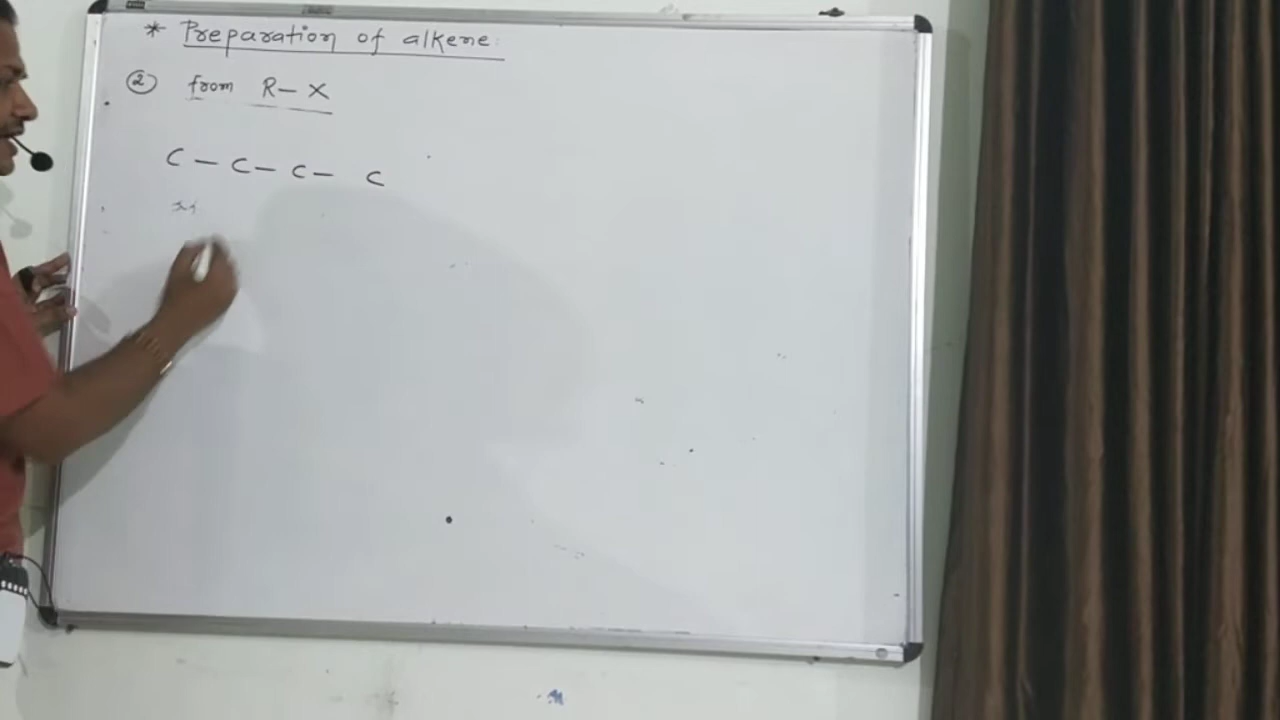 * Preparation of alkene:
② from R - X
C - C - C - C